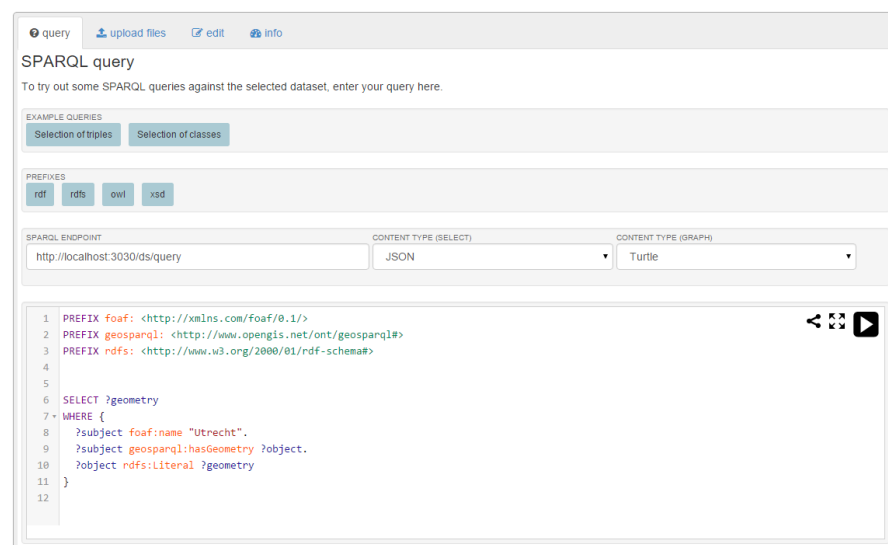 query upload files edit info
SPARQL query
To try out some SPARQL queries against the selected dataset, enter your query here.
EXAMPLE QUERIES
Selection of triples Selection of classes
PREFIXES
rdf rdfs owl xsd
SPARQL ENDPOINT CONTENT TYPE (SELECT) CONTENT TYPE (GRAPH)
http://localhost:3030/ds/query JSON Turtle
1 PREFIX foaf: <http://xmlns.com/foaf/0.1/>
2 PREFIX geosparql: <http://www.opengis.net/ont/geosparql#>
3 PREFIX rdfs: <http://www.w3.org/2000/01/rdf-schema#>
4
5
6 SELECT ?geometry
7 WHERE {
8 ?subject foaf:name "Utrecht".
9 ?subject geosparql:hasGeometry ?object.
10 ?object rdfs:Literal ?geometry
11 }
12